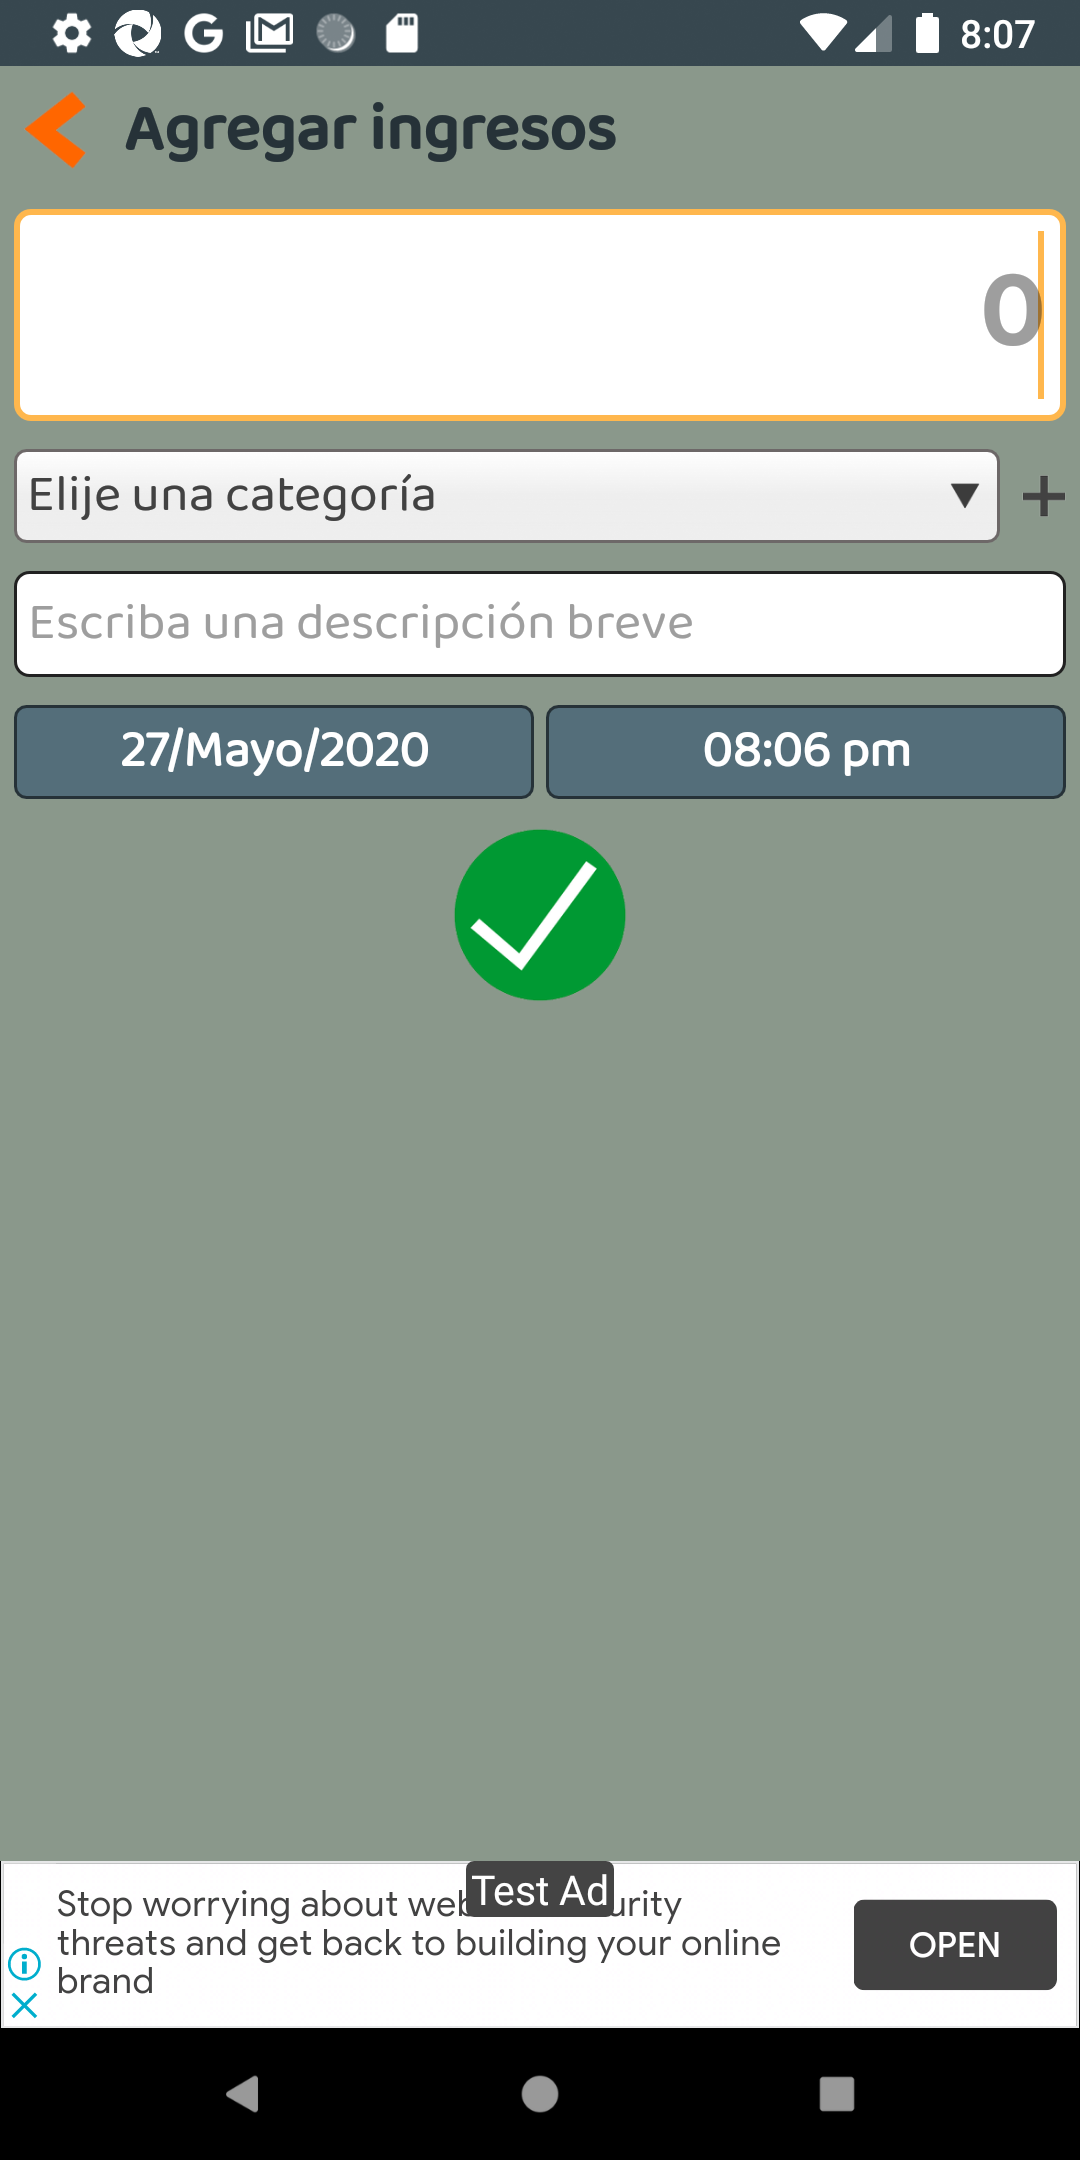 8:07
Agregar ingresos
0
Elije una categoría
Escriba una descripción breve
27/Mayo/2020
08:06 pm
Test Ad
Stop worrying about web urity
threats and get back to building your online
brand
OPEN